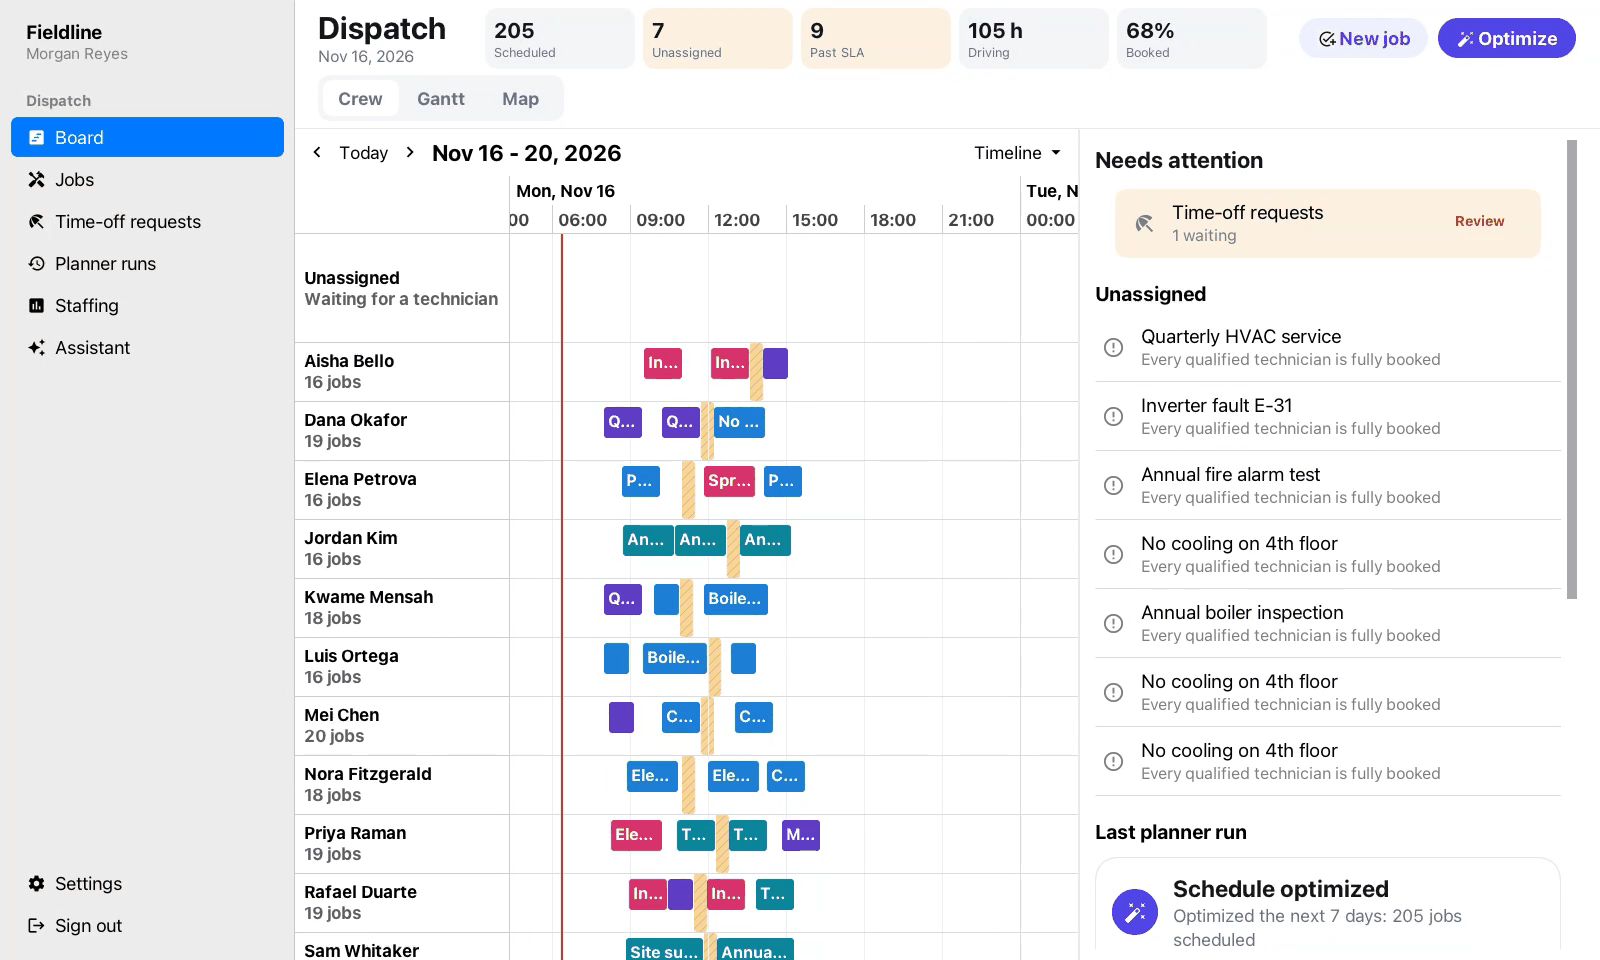 Fieldline
Morgan Reyes
Dispatch
Board
Jobs
Time-off requests
Planner runs
Staffing
Assistant
Settings
Sign out
Dispatch
Nov 16, 2026
205
Scheduled
7
Unassigned
9
Past SLA
105 h
Driving
68%
Booked
New job
Optimize
Crew
Gantt
Map
Today
Nov 16 - 20, 2026
Timeline
Mon, Nov 16
Tue, N
00
06:00
09:00
12:00
15:00
18:00
21:00
00:00
Unassigned
Waiting for a technician
Aisha Bello
16 jobs
In...
In...
Dana Okafor
19 jobs
Q...
Q...
No ...
Elena Petrova
16 jobs
P...
Spr...
P...
Jordan Kim
16 jobs
An...
An...
An...
Kwame Mensah
18 jobs
Q...
Boile...
Luis Ortega
16 jobs
Boile...
Mei Chen
20 jobs
C...
C...
Nora Fitzgerald
18 jobs
Ele...
Ele...
C...
Priya Raman
19 jobs
Ele...
T...
T...
M...
Rafael Duarte
19 jobs
In...
In...
T...
Sam Whitaker
Site su...
Annua...
Needs attention
Time-off requests
1 waiting
Review
Unassigned
Quarterly HVAC service
Every qualified technician is fully booked
Inverter fault E-31
Every qualified technician is fully booked
Annual fire alarm test
Every qualified technician is fully booked
No cooling on 4th floor
Every qualified technician is fully booked
Annual boiler inspection
Every qualified technician is fully booked
No cooling on 4th floor
Every qualified technician is fully booked
No cooling on 4th floor
Every qualified technician is fully booked
Last planner run
Schedule optimized
Optimized the next 7 days: 205 jobs
scheduled